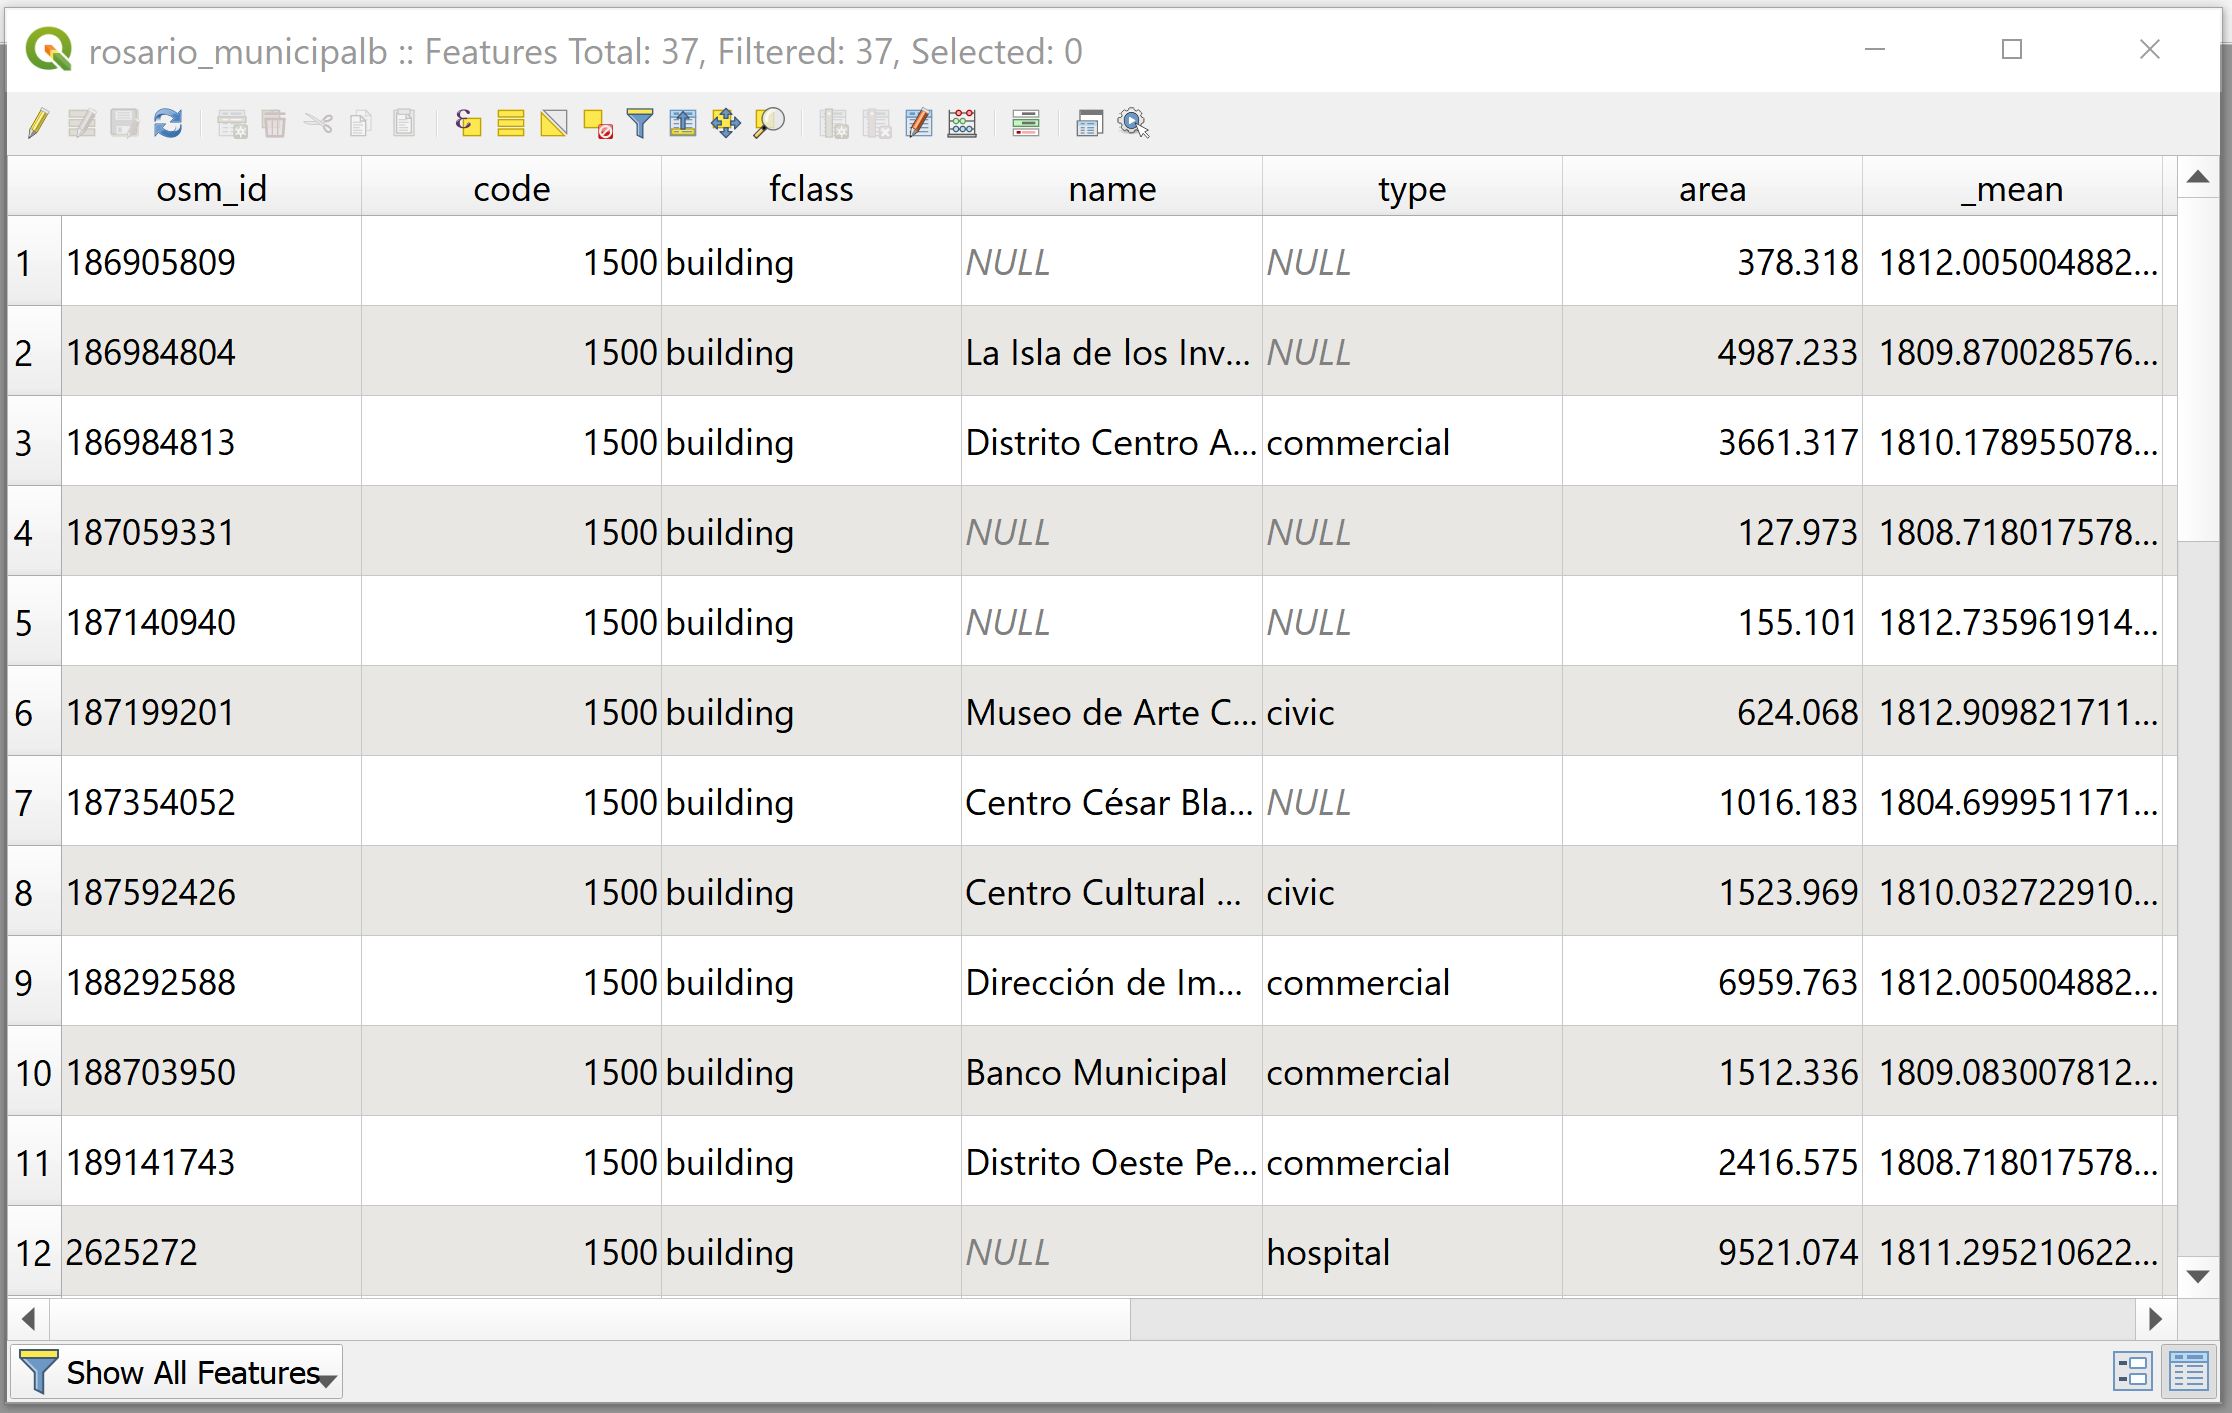 rosario_municipalb :: Features Total: 37, Filtered: 37, Selected: 0
osm_id code fclass name type area _mean
1 186905809 1500 building NULL NULL 378.318 1812.005004882...
2 186984804 1500 building La Isla de los Inv... NULL 4987.233 1809.870028576...
3 186984813 1500 building Distrito Centro A... commercial 3661.317 1810.178955078...
4 187059331 1500 building NULL NULL 127.973 1808.718017578...
5 187140940 1500 building NULL NULL 155.101 1812.735961914...
6 187199201 1500 building Museo de Arte C... civic 624.068 1812.909821711...
7 187354052 1500 building Centro César Bla... NULL 1016.183 1804.699951171...
8 187592426 1500 building Centro Cultural ... civic 1523.969 1810.032722910...
9 188292588 1500 building Dirección de Im... commercial 6959.763 1812.005004882...
10 188703950 1500 building Banco Municipal commercial 1512.336 1809.083007812...
11 189141743 1500 building Distrito Oeste Pe... commercial 2416.575 1808.718017578...
12 2625272 1500 building NULL hospital 9521.074 1811.295210622...
Show All Features